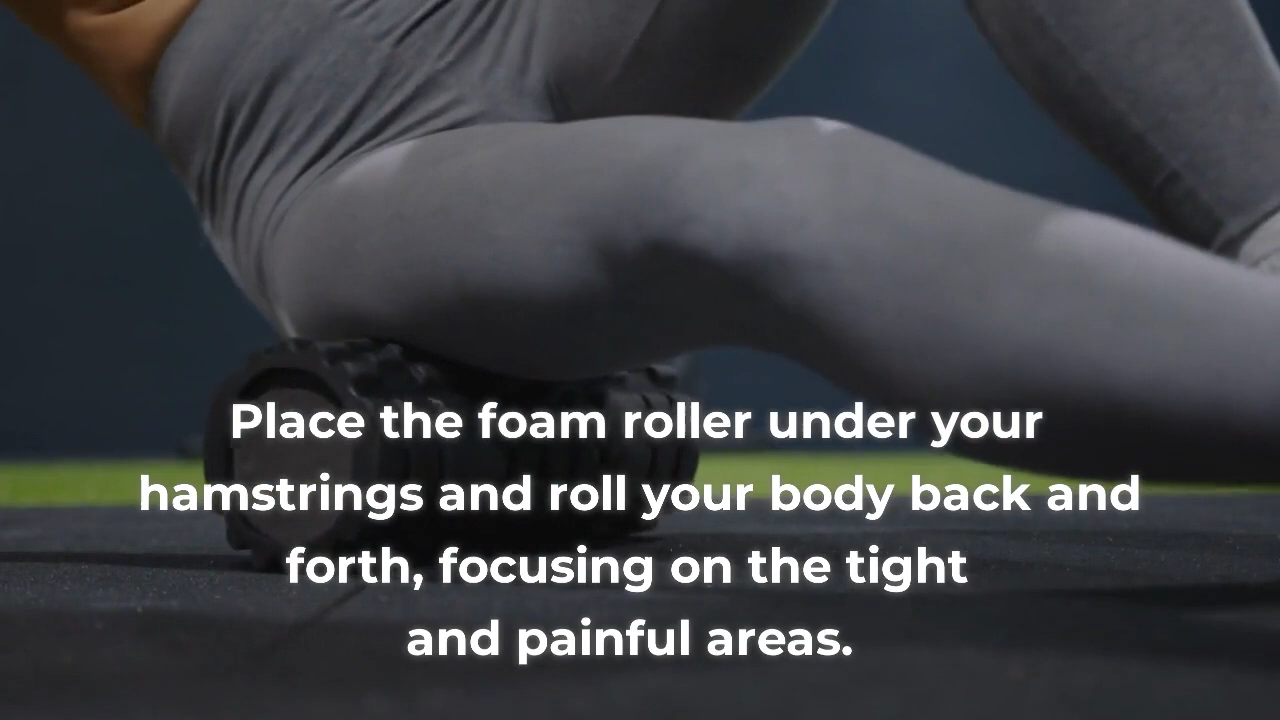 Place the foam roller under your
hamstrings and roll your body back and
forth, focusing on the tight
and painful areas.